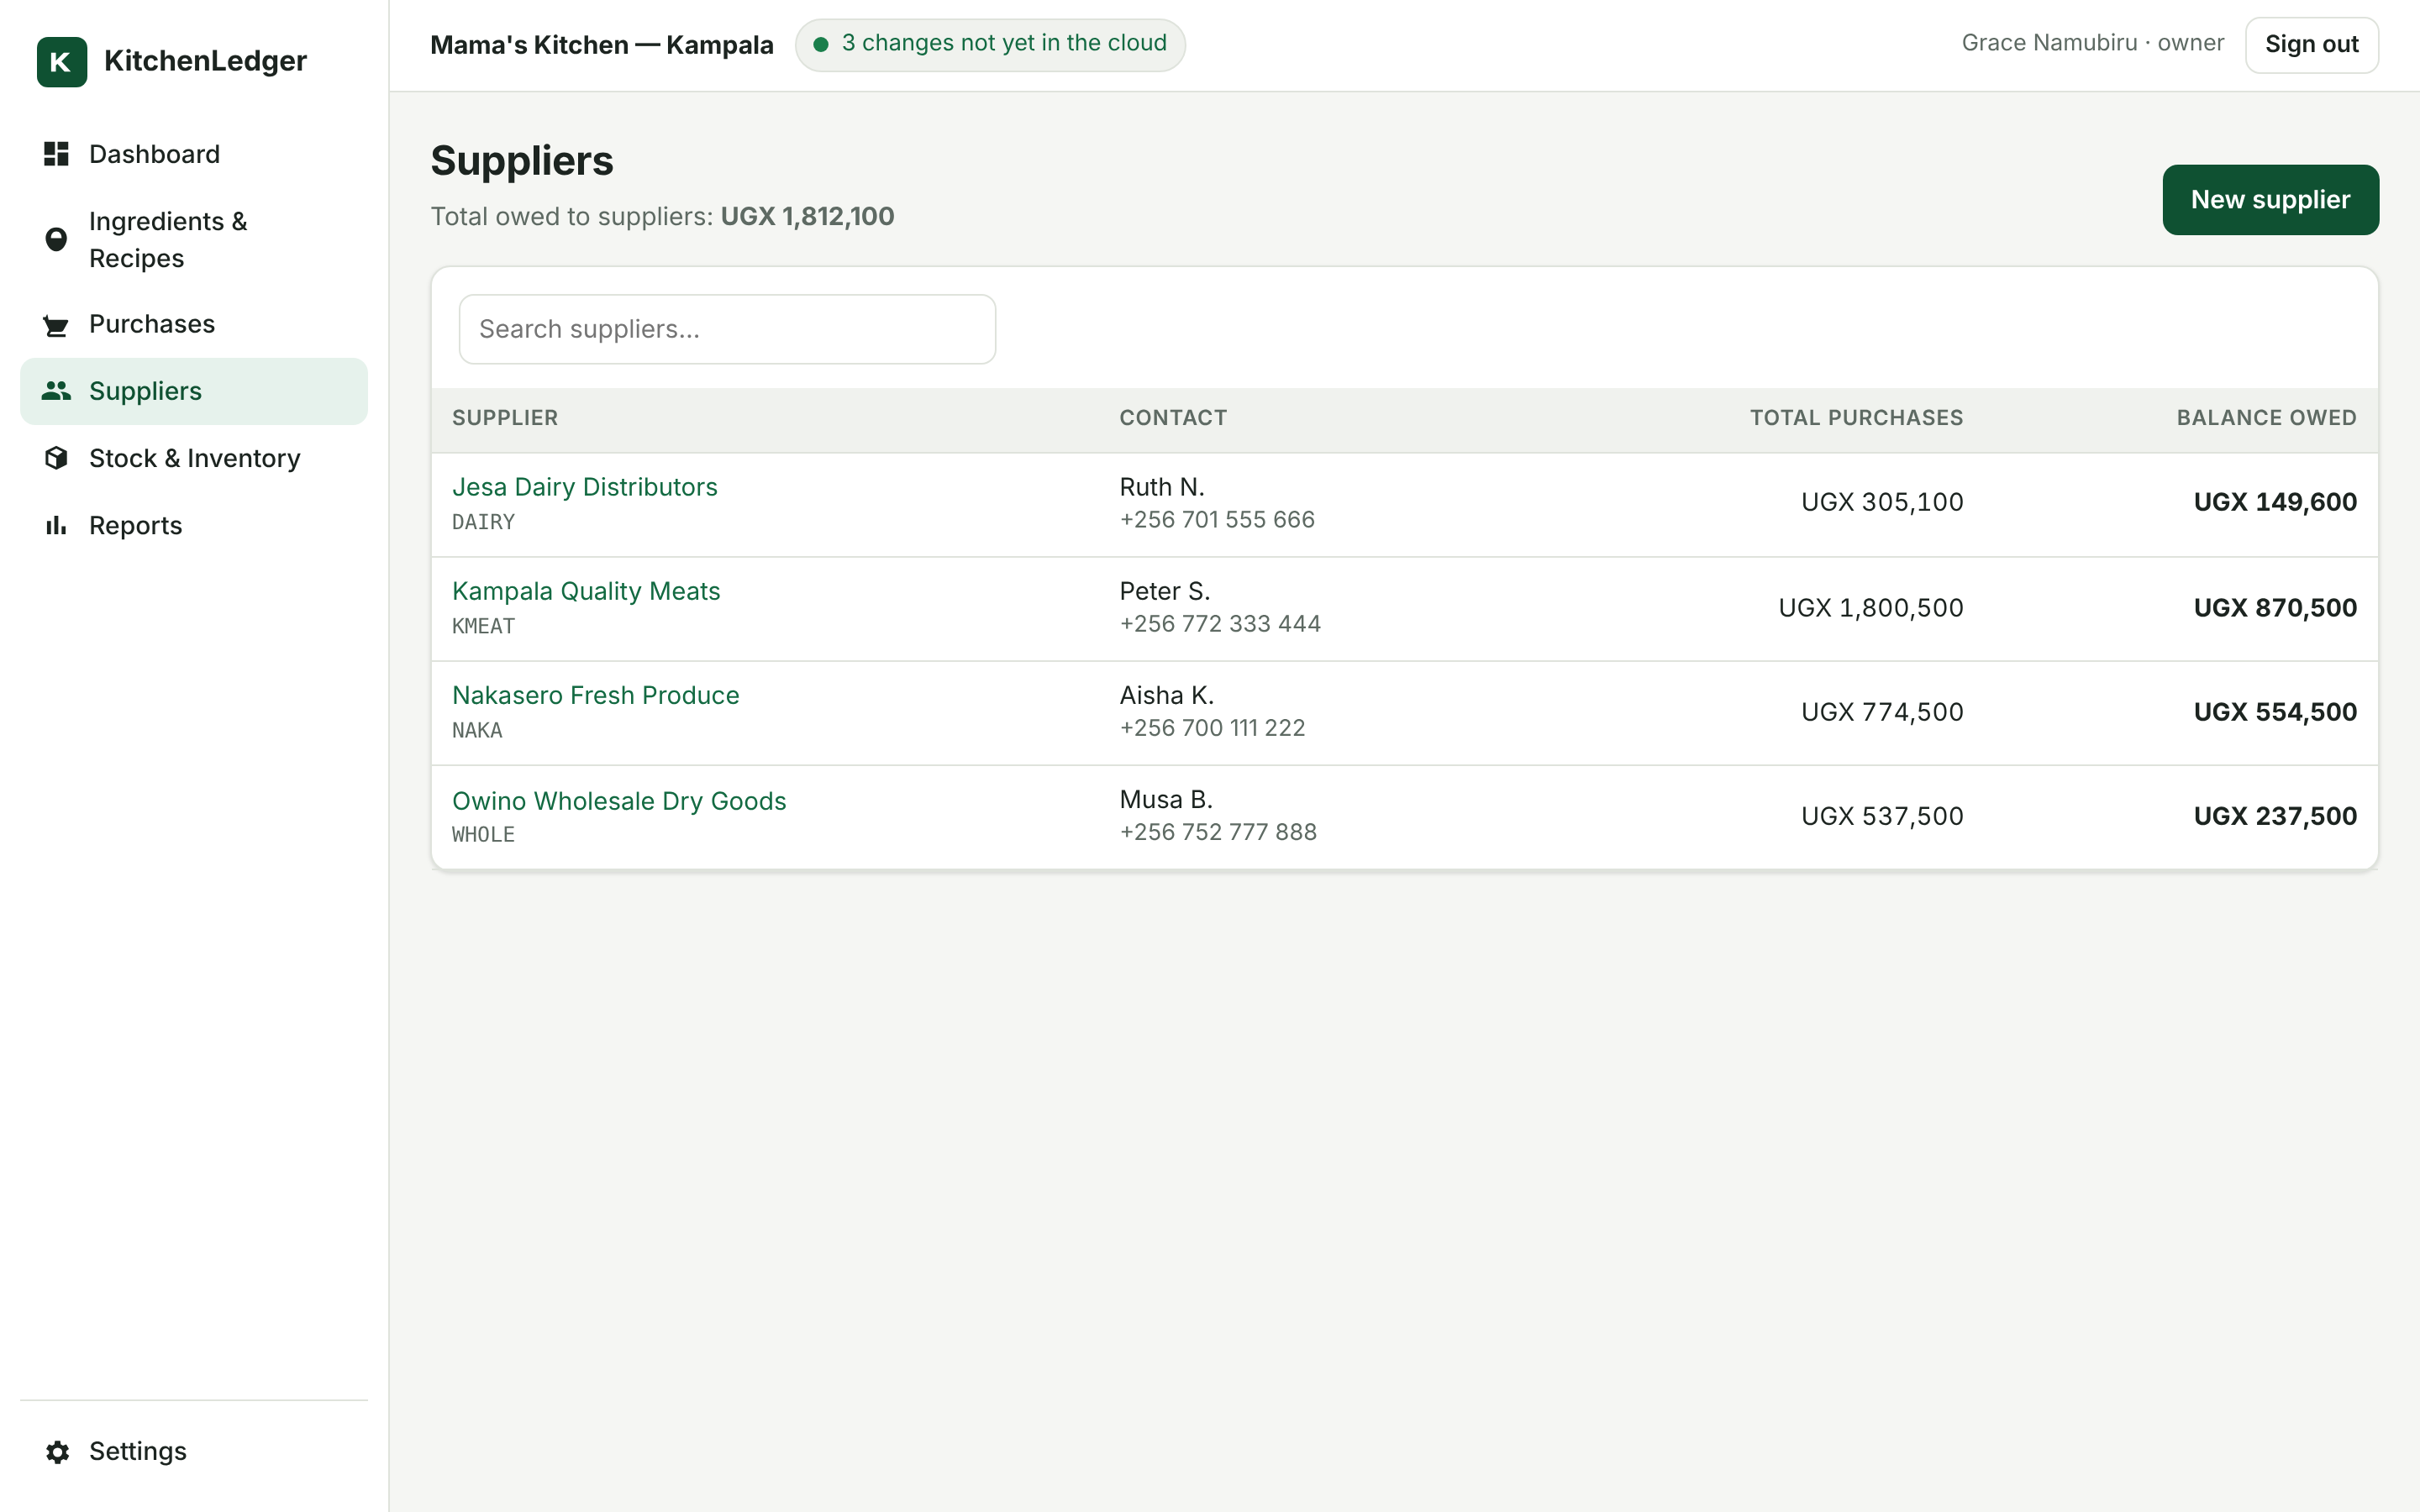 K KitchenLedger
Dashboard
Ingredients &
Recipes
Purchases
Suppliers
Stock & Inventory
Reports
Settings
Mama's Kitchen — Kampala
3 changes not yet in the cloud
Grace Namubiru · owner
Sign out
Suppliers
Total owed to suppliers: UGX 1,812,100
New supplier
Search suppliers...
SUPPLIER CONTACT TOTAL PURCHASES BALANCE OWED
Jesa Dairy Distributors Ruth N. UGX 305,100 UGX 149,600
DAIRY +256 701 555 666
Kampala Quality Meats Peter S. UGX 1,800,500 UGX 870,500
KMEAT +256 772 333 444
Nakasero Fresh Produce Aisha K. UGX 774,500 UGX 554,500
NAKA +256 700 111 222
Owino Wholesale Dry Goods Musa B. UGX 537,500 UGX 237,500
WHOLE +256 752 777 888